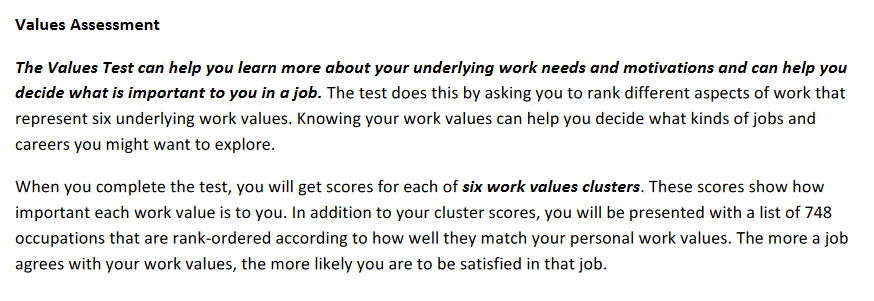 Values Assessment
The Values Test can help you learn more about your underlying work needs and motivations and can help you
decide what is important to you in a job. The test does this by asking you to rank different aspects of work that
represent six underlying work values. Knowing your work values can help you decide what kinds of jobs and
careers you might want to explore.
When you complete the test, you will get scores for each of six work values clusters. These scores show how
important each work value is to you. In addition to your cluster scores, you will be presented with a list of 748
occupations that are rank-ordered according to how well they match your personal work values. The more a job
agrees with your work values, the more likely you are to be satisfied in that job.